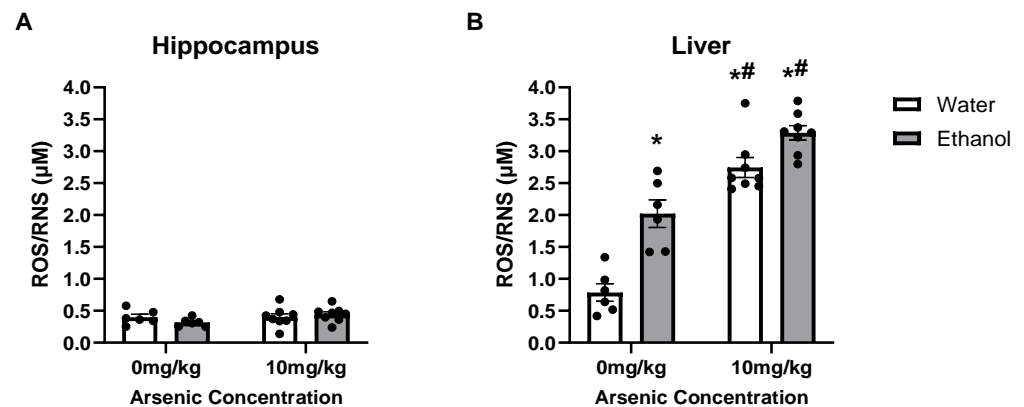 A
Hippocampus
ROS/RNS (µM)
4.0
3.5
3.0
2.5
2.0
1.5
1.0
0.5
0.0
0mg/kg 10mg/kg
Arsenic Concentration
B
Liver
ROS/RNS (µM)
4.0
3.5
3.0
2.5
2.0
1.5
1.0
0.5
0.0
*
*#
*#
0mg/kg 10mg/kg
Arsenic Concentration
Water
Ethanol